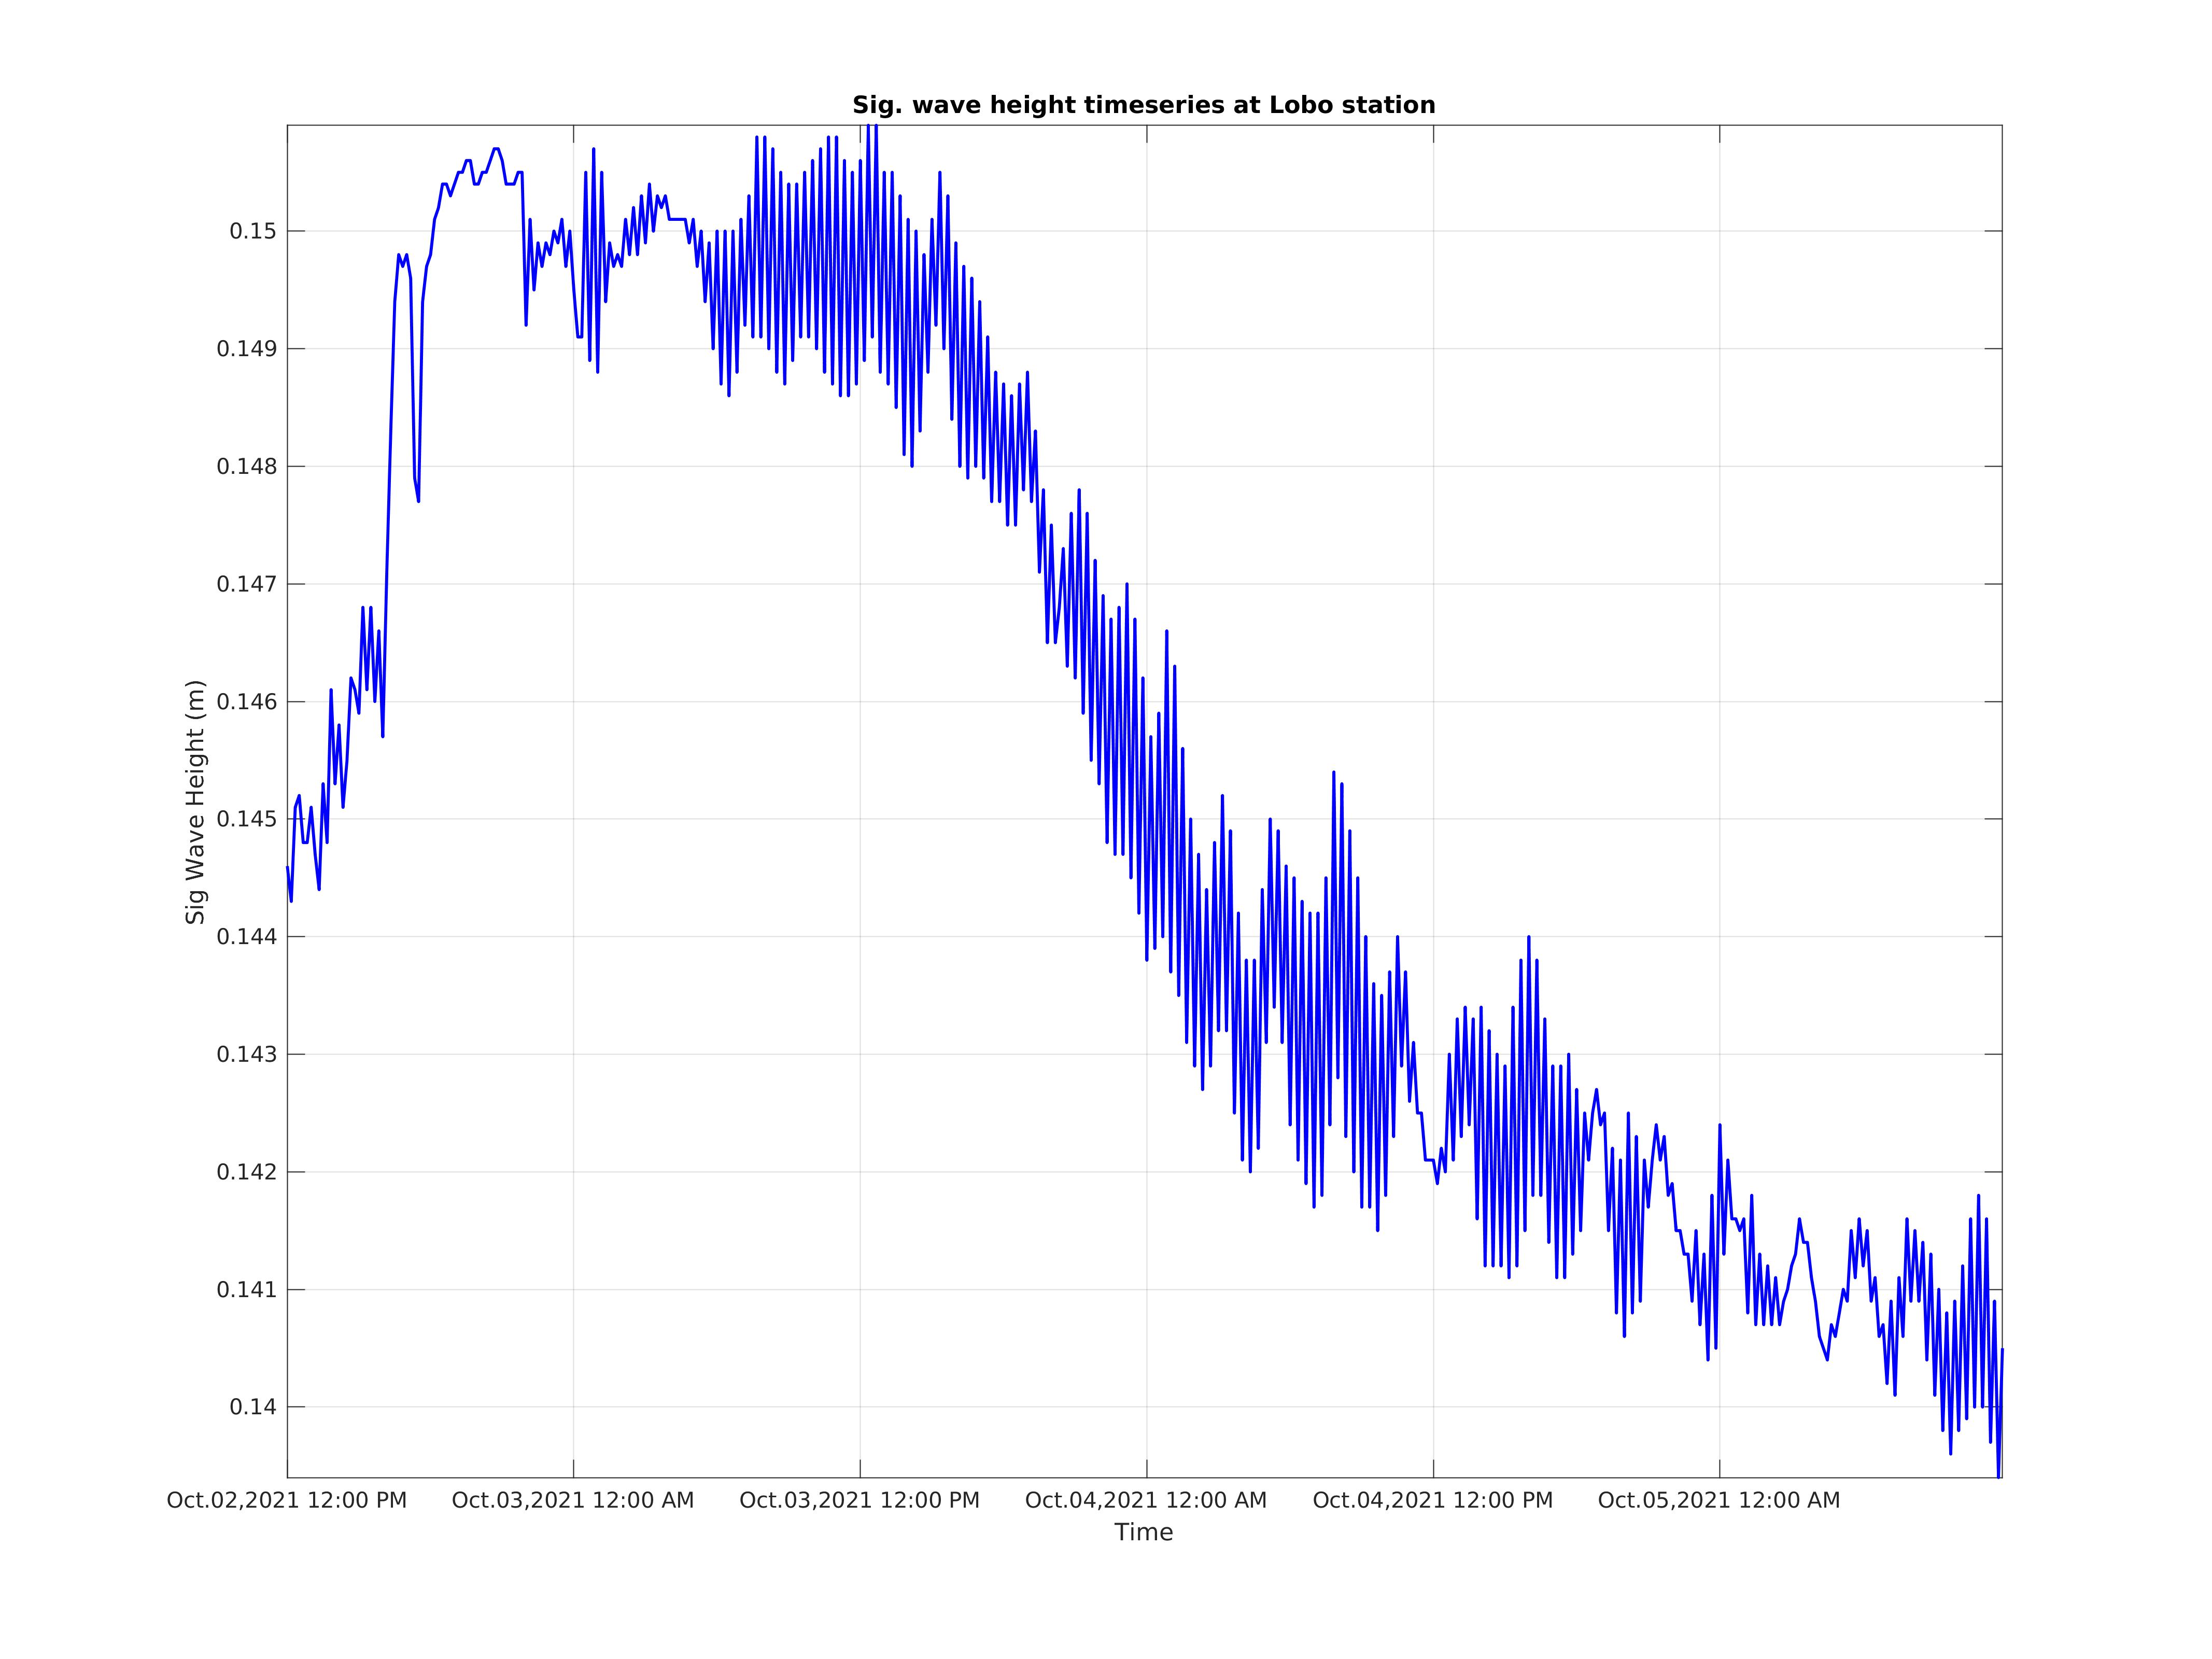 Sig. wave height timeseries at Lobo station
0.15
0.149
0.148
0.147
0.146
0.145
0.144
0.143
0.142
0.141
0.14
Sig Wave Height (m)
Oct.02,2021 12:00 PM
Oct.03,2021 12:00 AM
Oct.03,2021 12:00 PM
Oct.04,2021 12:00 AM
Oct.04,2021 12:00 PM
Oct.05,2021 12:00 AM
Time